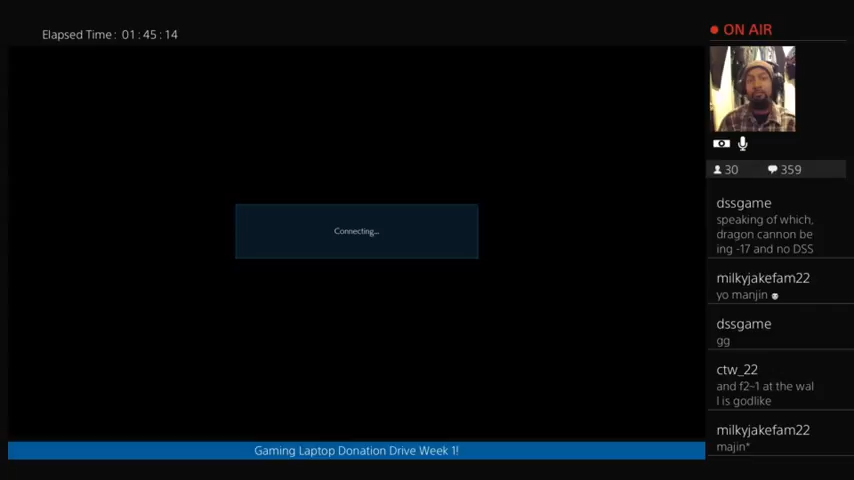 Elapsed Time: 01:45:14
ON AIR
30 359
dssgame
speaking of which,
dragon cannon be
ing -17 and no DSS
Connecting...
milkyjakefam22
yo manjin
dssgame
gg
ctw_22
and f2~1 at the wal
l is godlike
milkyjakefam22
majin*
Gaming Laptop Donation Drive Week 1!